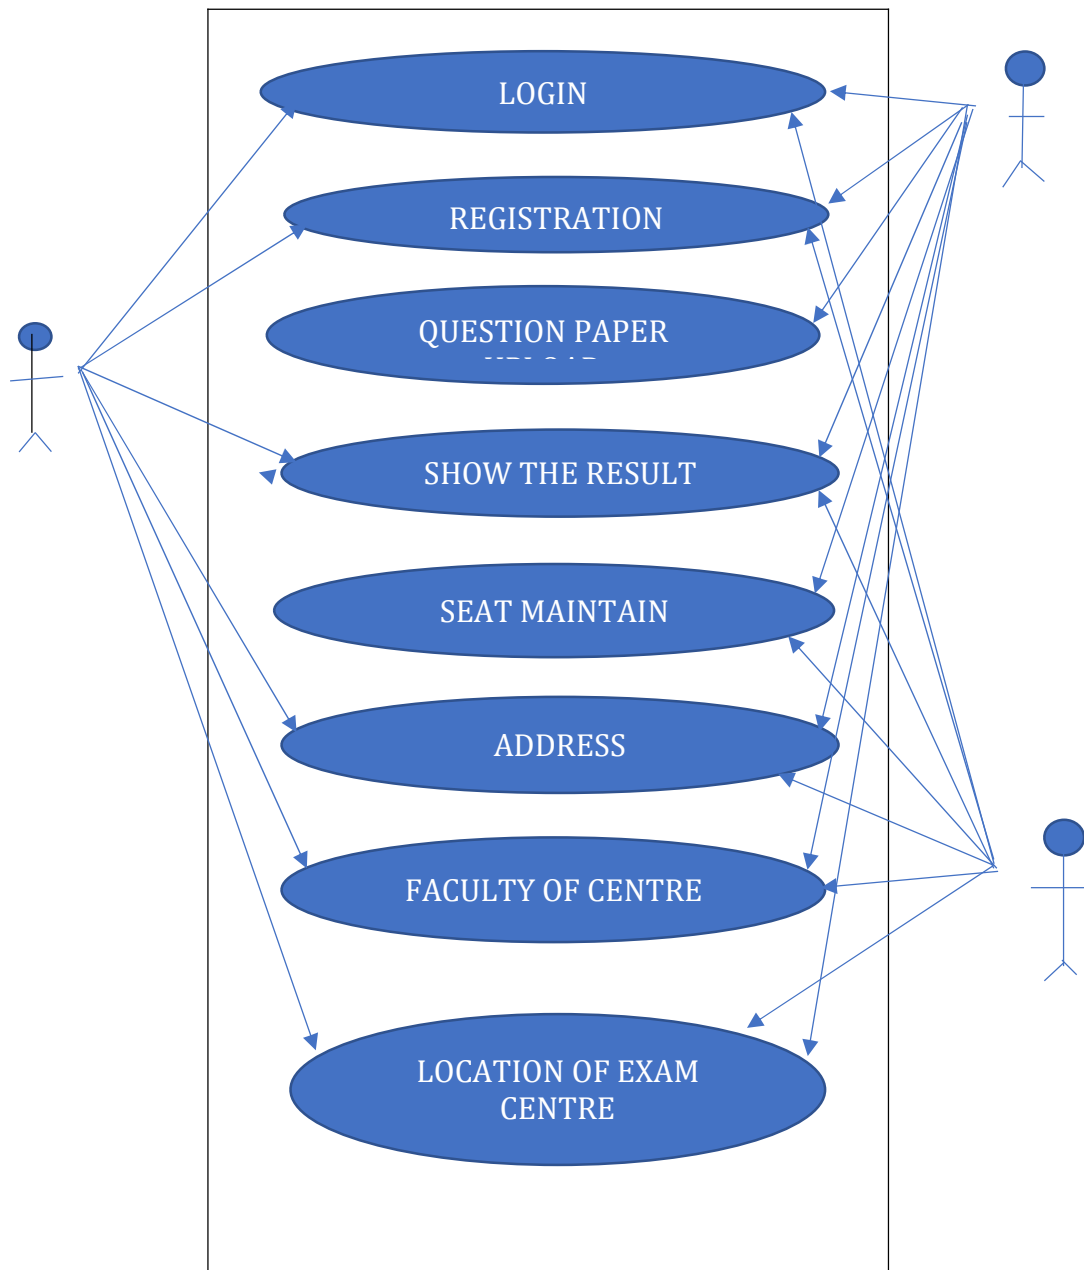 LOGIN
REGISTRATION
QUESTION PAPER
SHOW THE RESULT
SEAT MAINTAIN
ADDRESS
FACULTY OF CENTRE
LOCATION OF EXAM
CENTRE